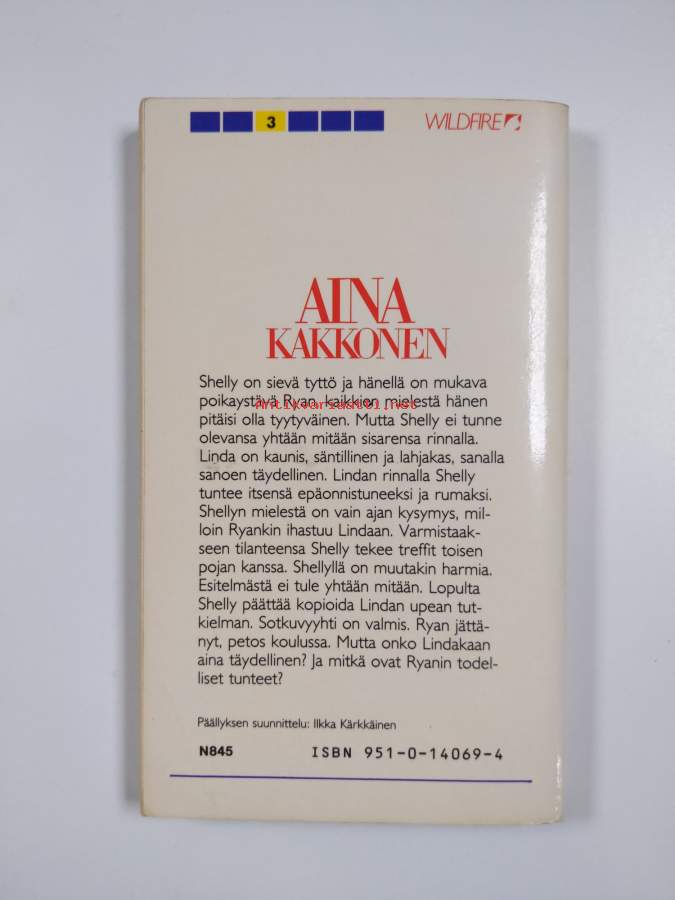 3
WILDFIRE
AINA
KAKKONEN
Shelly on sievä tyttö ja hänellä on mukava
poikaystävä Ryan, kaikkien mielestä hänen
Antikvariaatti.net
pitäisi olla tyytyväinen. Mutta Shelly ei tunne
olevansa yhtään mitään sisarensa rinnalla.
Linda on kaunis, säntillinen ja lahjakas, sanalla
sanoen täydellinen. Lindan rinnalla Shelly
tuntee itsensä epäonnistuneeksi ja rumaksi.
Shellyn mielestä on vain ajan kysymys, mil-
loin Ryankin ihastuu Lindaan. Varmistaak-
seen tilanteensa Shelly tekee treffit toisen
pojan kanssa. Shellyllä on muutakin harmia.
Esitelmästä ei tule yhtään mitään. Lopulta
Shelly päättää kopioida Lindan upean tut-
kielman. Sotkuvyyhti on valmis. Ryan jättä-
nyt, petos koulussa. Mutta onko Lindakaan
aina täydellinen? Ja mitkä ovat Ryanin todel-
liset tunteet?
Päällyksen suunnittelu: Ilkka Kärkkäinen
N845 ISBN 951-0-14069-4